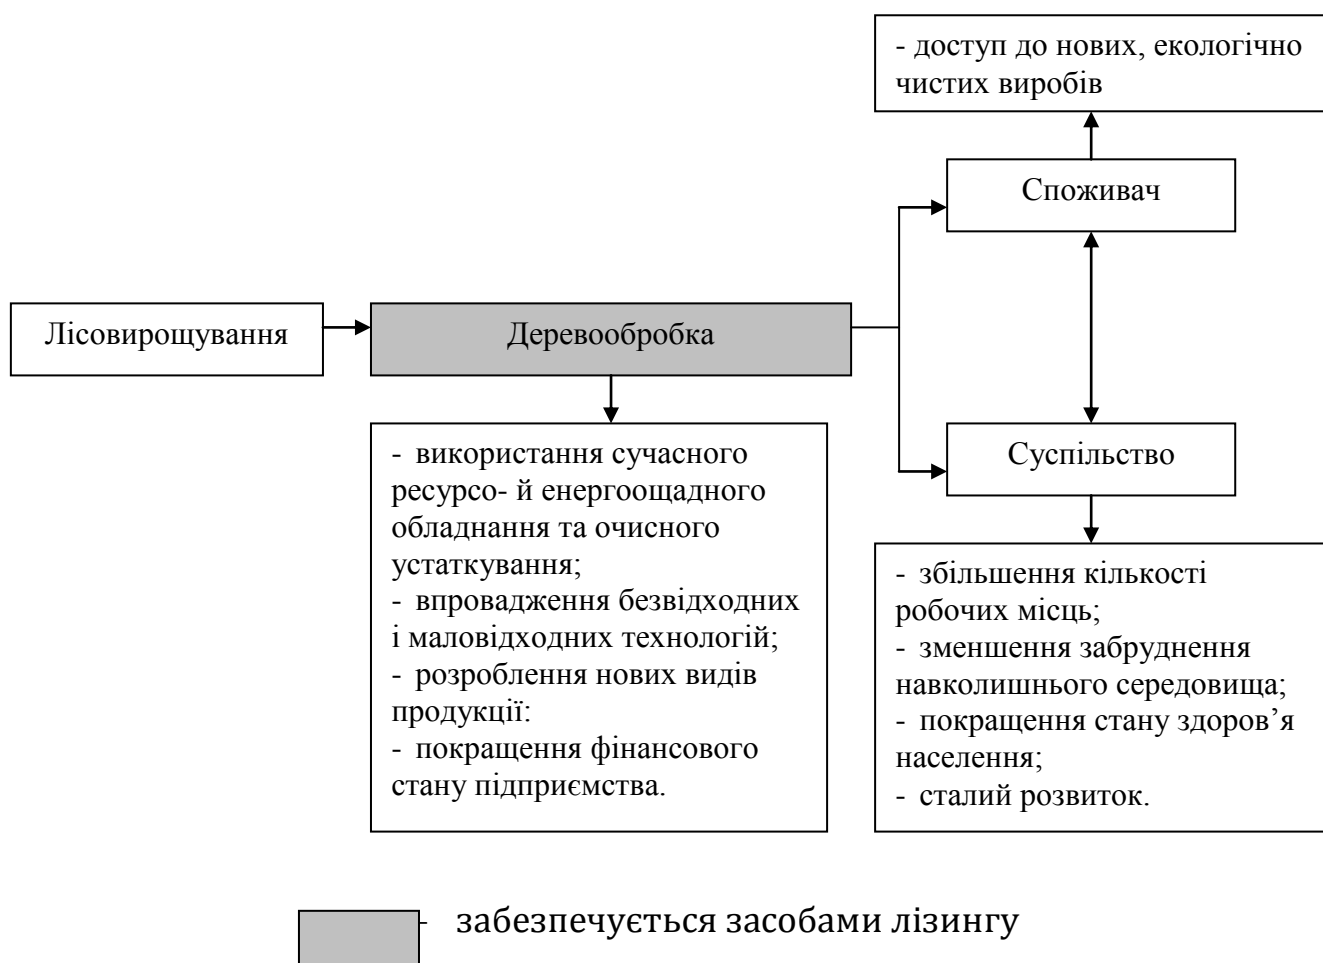 - доступ до нових, екологічно
чистих виробів
Споживач
Лісовирощування
Деревообробка
Суспільство
- використання сучасного
ресурсо- й енергоощадного
обладнання та очисного
устаткування;
- впровадження безвідходних
і маловідходних технологій;
- розроблення нових видів
продукції:
- покращення фінансового
стану підприємства.
- збільшення кількості
робочих місць;
- зменшення забруднення
навколишнього середовища;
- покращення стану здоров’я
населення;
- сталий розвиток.
- забезпечується засобами лізингу